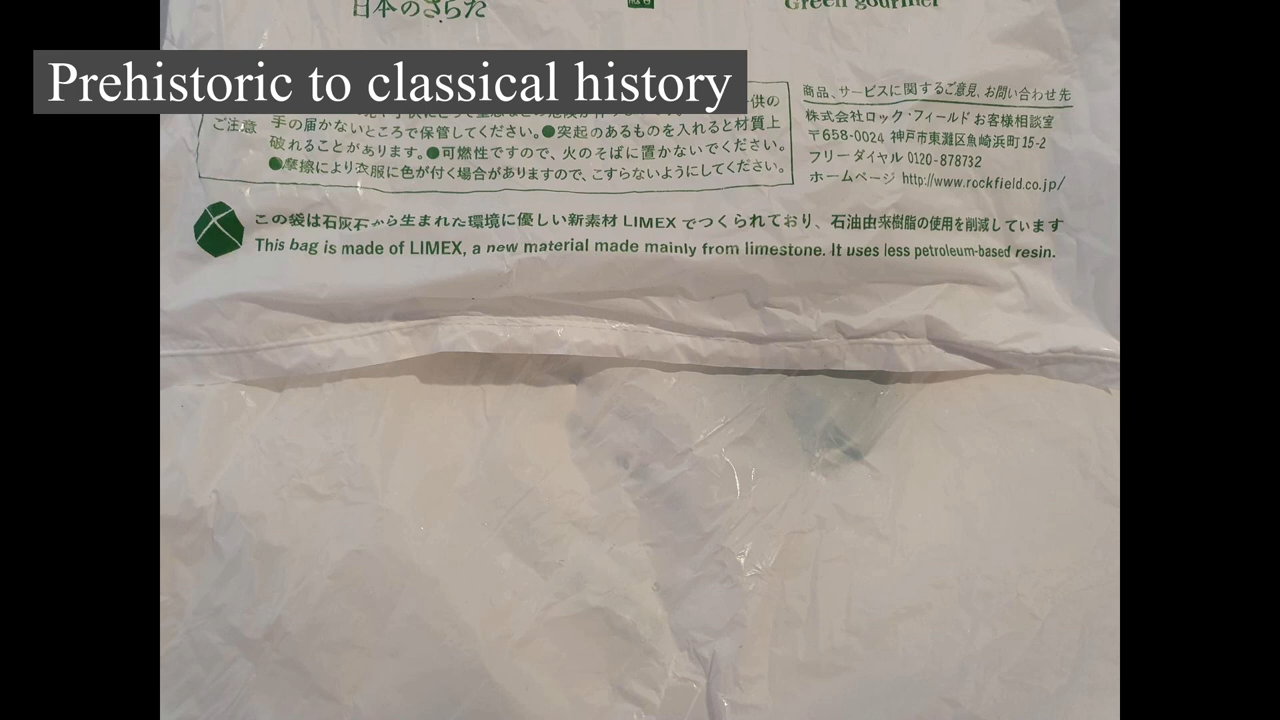 日本のさらだ
Green gourmet
Prehistoric to classical history
供の
ご注意
手の届かないところで保管してください。●突起のあるものを入れると材質上
破れることがあります。●可燃性ですので、火のそばに置かないでください。
●摩擦により衣服に色が付く場合がありますので、こすらないようにしてください。
商品、サービスに関するご意見、お問い合わせ先
株式会社ロック・フィールド お客様相談室
〒658-0024 神戸市東灘区魚崎浜町15-2
フリーダイヤル 0120-878732
ホームページ http://www.rockfield.co.jp/
この袋は石灰石から生まれた環境に優しい新素材 LIMEX でつくられており、石油由来樹脂の使用を削減しています
This bag is made of LIMEX, a new material made mainly from limestone. It uses less petroleum-based resin.